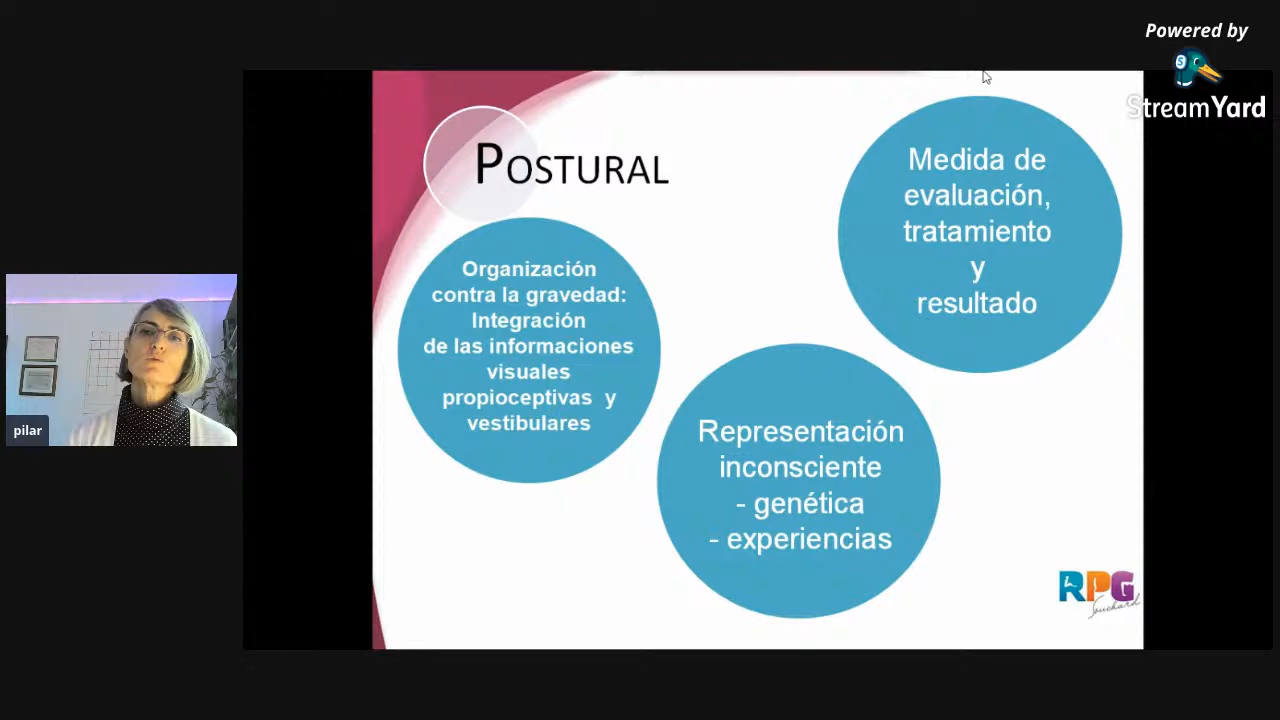 Powered by
StreamYard
POSTURAL
Medida de
evaluación,
tratamiento
y
resultado
Organización
contra la gravedad:
Integración
de las informaciones
visuales
propioceptivas y
vestibulares
Representación
inconsciente
- genética
- experiencias
pilar
RPG
Souchard